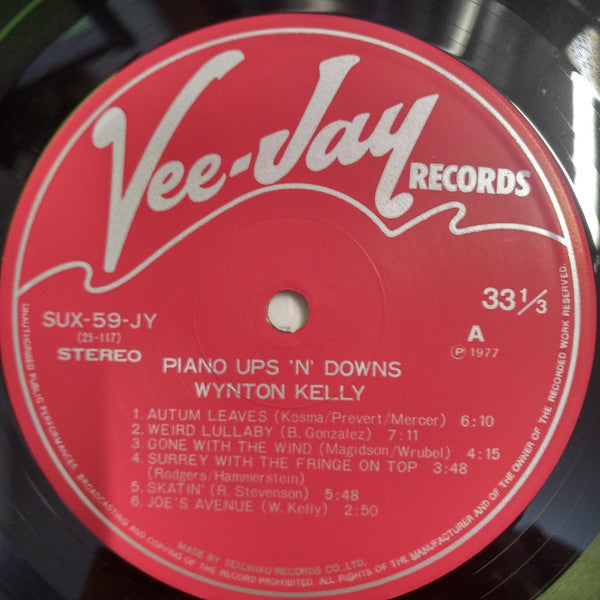 Vee-Jay
RECORDS
SUX-59-JY
(25-117)
STEREO
33 1/3
A
Ⓟ 1977
PIANO UPS 'N' DOWNS
WYNTON KELLY
1. AUTUM LEAVES (Kosma/Prevert/Mercer) 6:10
2. WEIRD LULLABY (B. Gonzalez) 7:11
3. GONE WITH THE WIND (Magidson/Wrubel) 4:15
4. SURREY WITH THE FRINGE ON TOP 3:48
(Rodgers/Hammerstein)
5. SKATIN' (R. Stevenson) 5:48
6. JOE'S AVENUE (W. Kelly) 2:50
MADE BY TEICHIKU RECORDS CO., LTD.
UNAUTHORISED PUBLIC PERFORMANCES BROADCASTING AND COPYING OF THE RECORD PROHIBITED. ALL RIGHTS OF THE MANUFACTURER AND OF THE OWNER OF THE RECORDED WORK RESERVED.